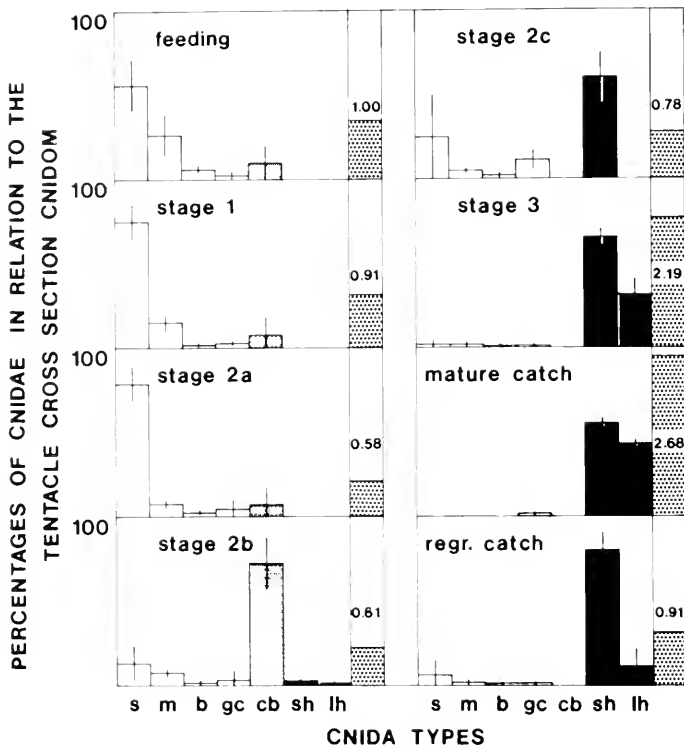 PERCENTAGES OF CNIDAE IN RELATION TO THE
TENTACLE CROSS SECTION CNIDOM
100
feeding
1.00
stage 2c
0.78
100
stage 1
0.91
stage 3
2.19
100
stage 2a
0.58
mature catch
2.68
100
stage 2b
0.61
regr. catch
0.91
s m b gc cb sh lh
s m b gc cb sh lh
CNIDA TYPES